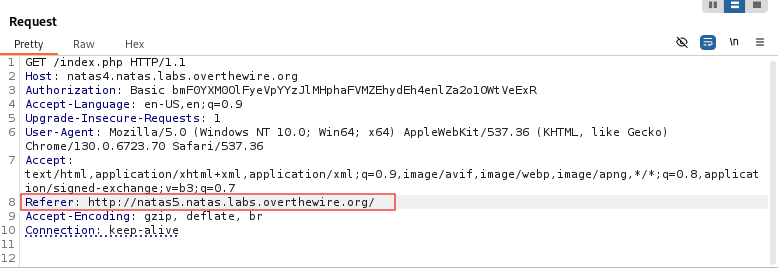 Request
Pretty Raw Hex \n
1 GET /index.php HTTP/1.1
2 Host: natas4.natas.labs.overthewire.org
3 Authorization: Basic bmF0YXM0OlFyeVpYYzJlMHphaFVMZEhydEh4enlZa2o1OWtVeExR
4 Accept-Language: en-US,en;q=0.9
5 Upgrade-Insecure-Requests: 1
6 User-Agent: Mozilla/5.0 (Windows NT 10.0; Win64; x64) AppleWebKit/537.36 (KHTML, like Gecko)
Chrome/130.0.6723.70 Safari/537.36
7 Accept:
text/html,application/xhtml+xml,application/xml;q=0.9,image/avif,image/webp,image/apng,*/*;q=0.8,applicat
ion/signed-exchange;v=b3;q=0.7
8 Referer: http://natas5.natas.labs.overthewire.org/
9 Accept-Encoding: gzip, deflate, br
10 Connection: keep-alive
11
12